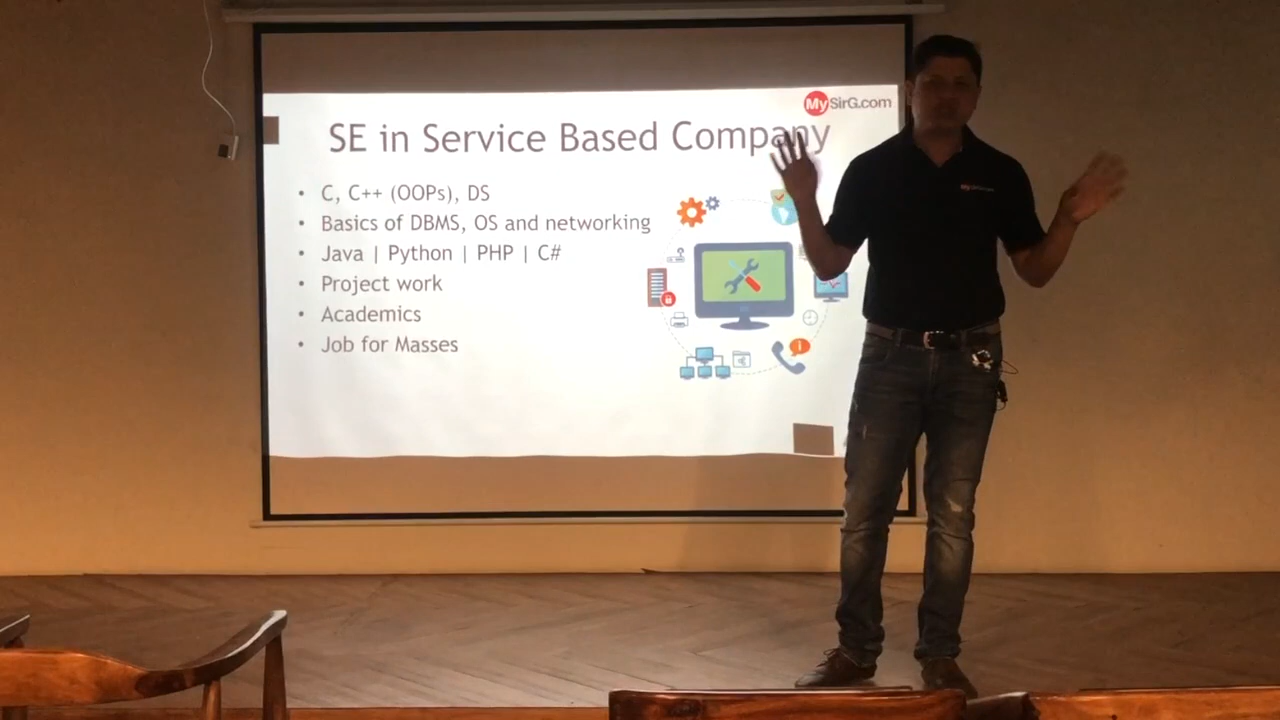 MySirG.com
SE in Service Based Company
• C, C++ (OOPs), DS
• Basics of DBMS, OS and networking
• Java | Python | PHP | C#
• Project work
• Academics
• Job for Masses